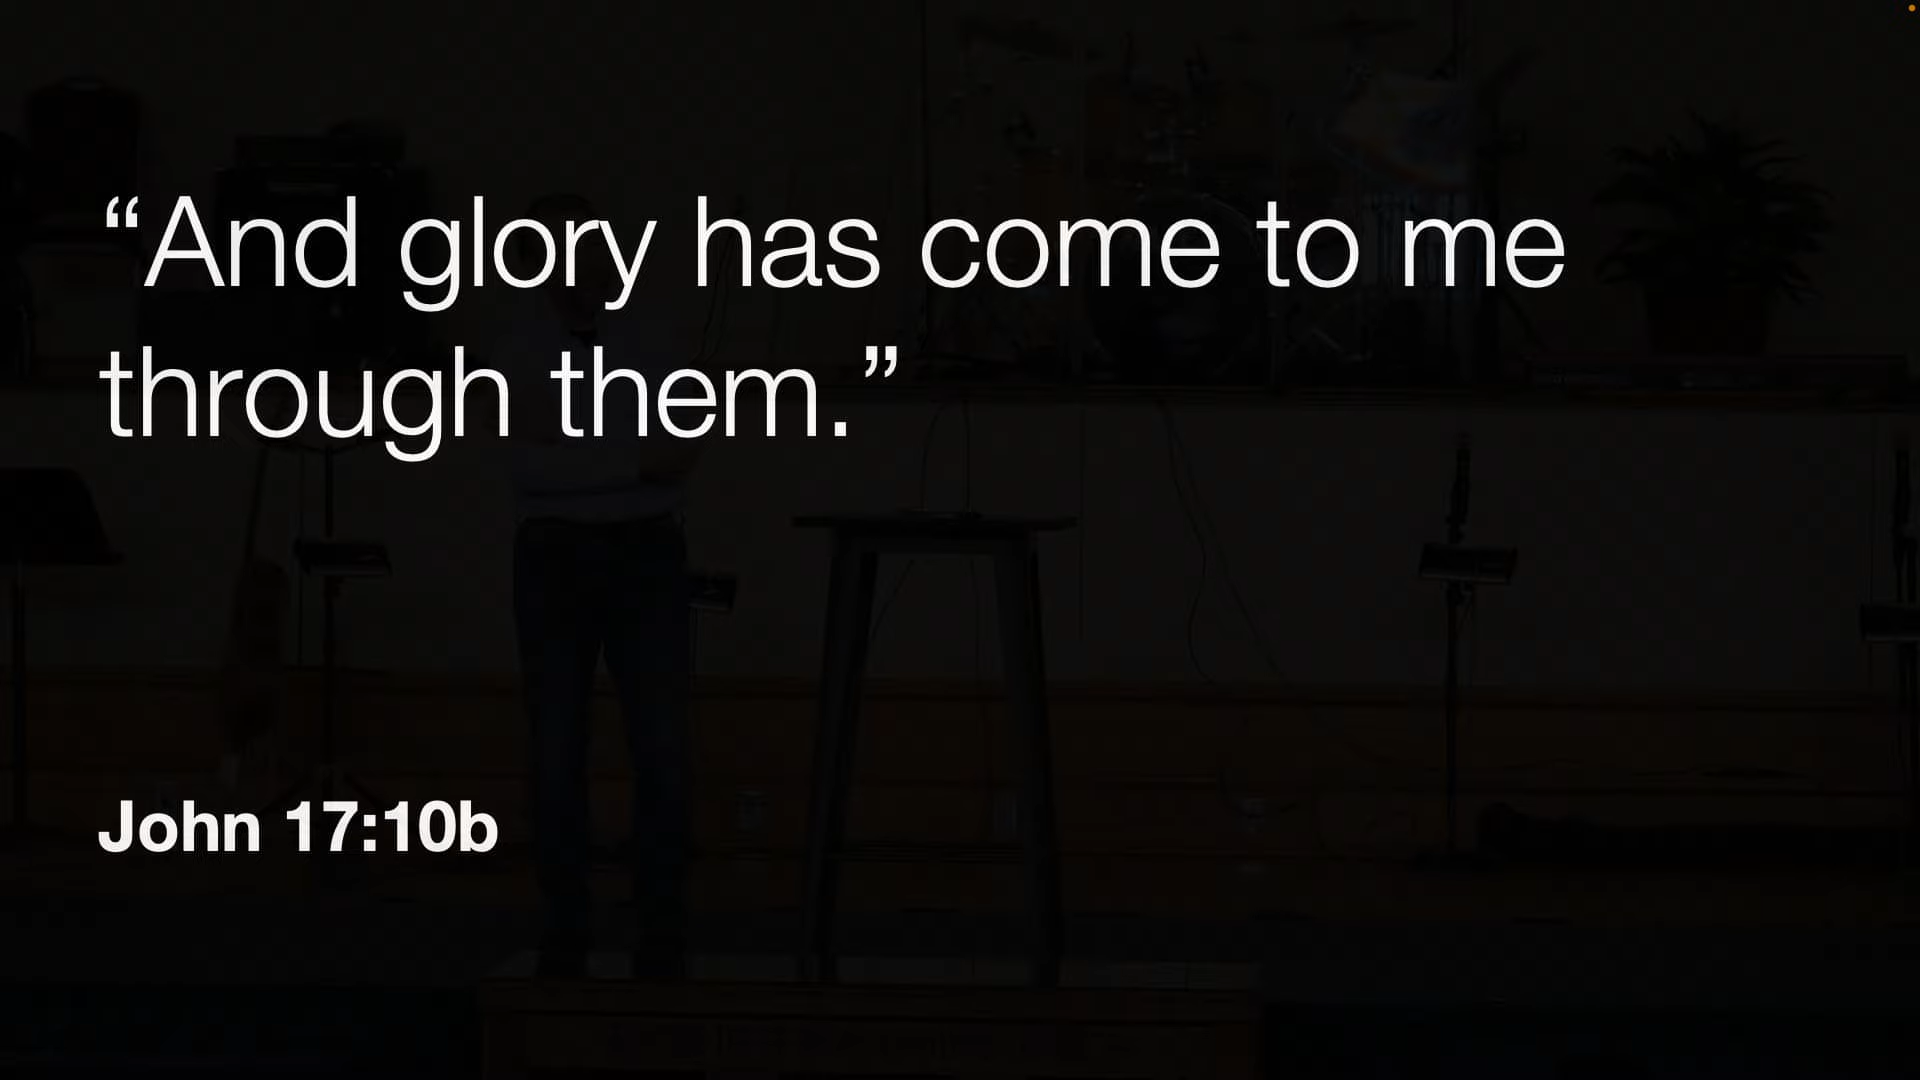 “And glory has come to me
through them.”
John 17:10b